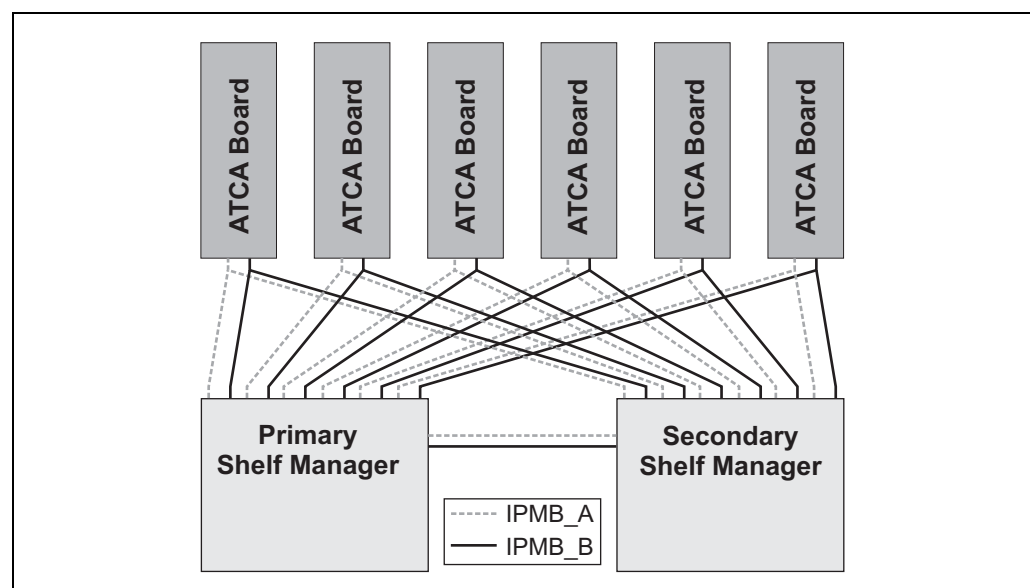 ATCA Board
ATCA Board
ATCA Board
ATCA Board
ATCA Board
ATCA Board
Primary
Shelf Manager
Secondary
Shelf Manager
IPMB_A
IPMB_B